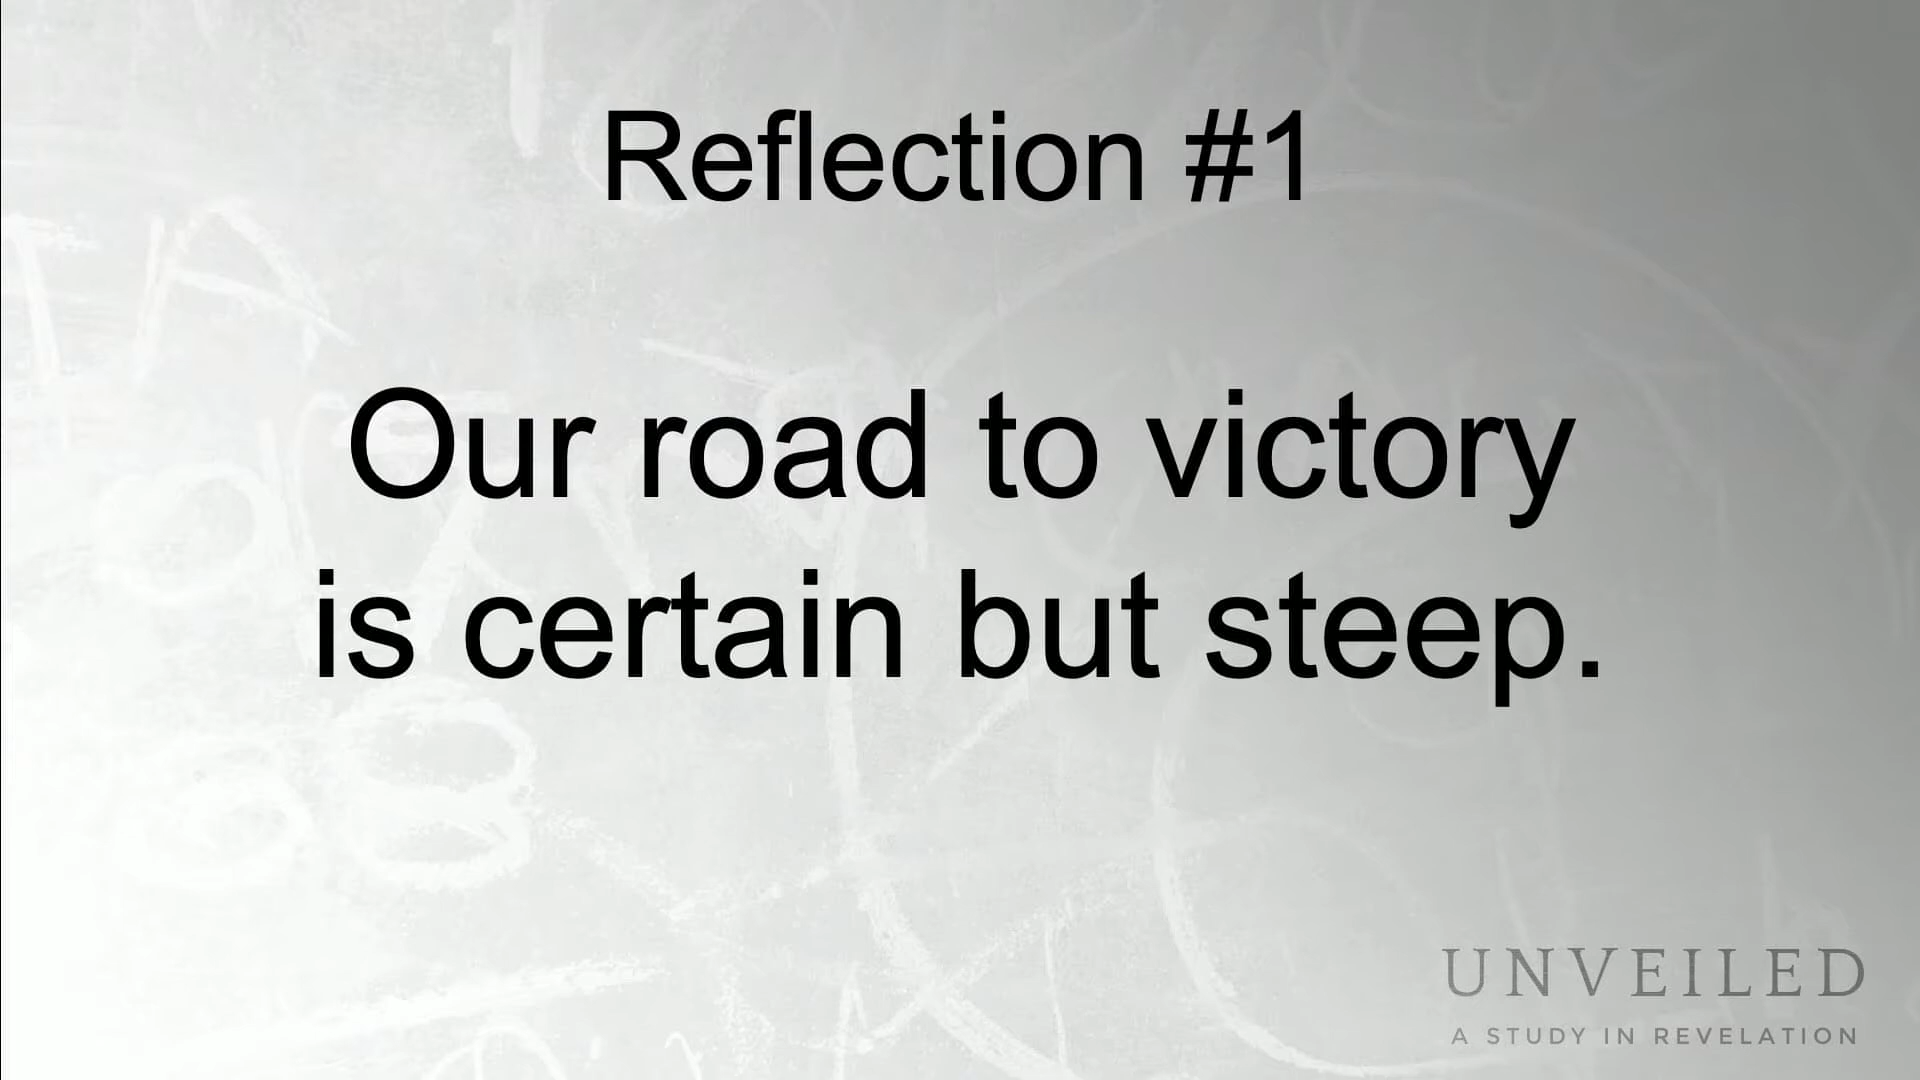 Reflection #1
Our road to victory
is certain but steep.
UNVEILED
A STUDY IN REVELATION